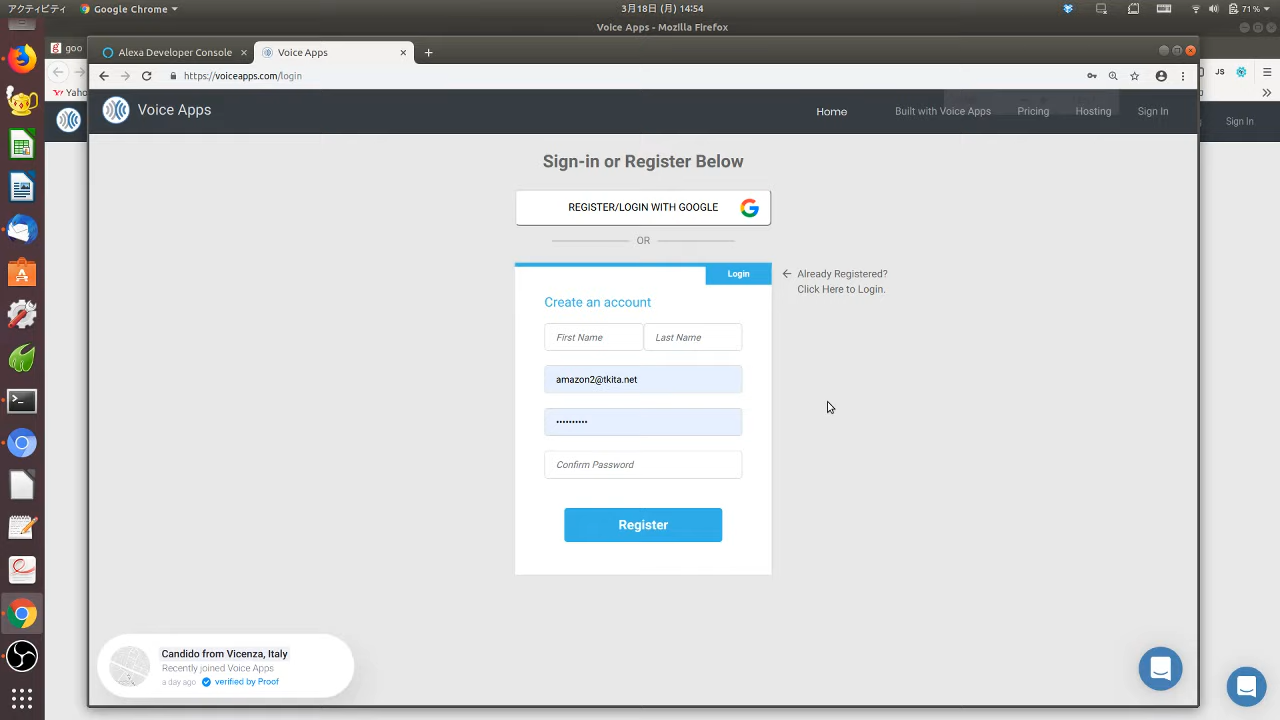 アクティビティ
Google Chrome
3月18日 (月) 14:54
71%
Voice Apps - Mozilla Firefox
goo
Alexa Developer Console
Voice Apps
https://voiceapps.com/login
JS
Yaho
Voice Apps
Home
Built with Voice Apps
Pricing
Hosting
Sign In
Sign In
Sign-in or Register Below
REGISTER/LOGIN WITH GOOGLE
OR
Login
Already Registered?
Click Here to Login.
Create an account
First Name
Last Name
amazon2@tkita.net
••••••••••
Confirm Password
Register
Candido from Vicenza, Italy
Recently joined Voice Apps
a day ago
verified by Proof